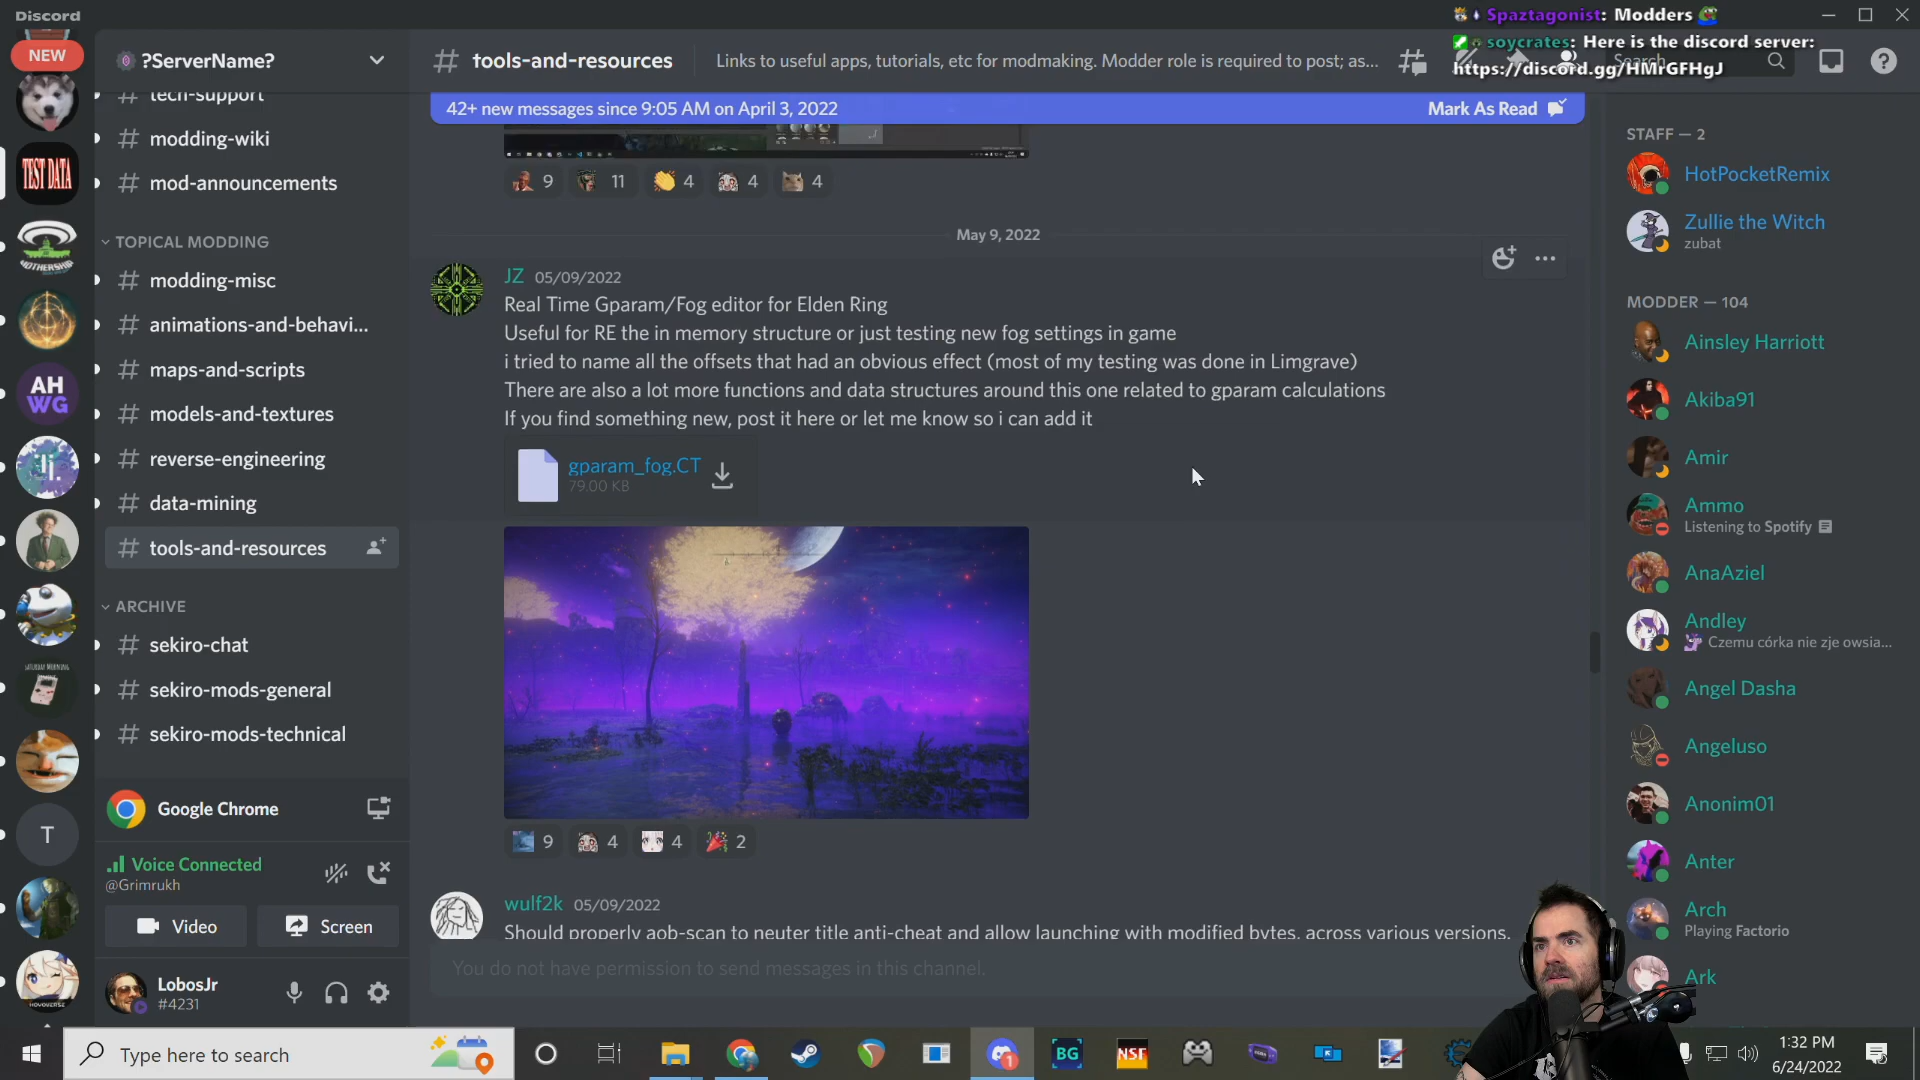 Discord
Spaztagonist: Modders
soycrates: Here is the discord server:
https://discord.gg/HMrGFHgJ
NEW
?ServerName?
tools-and-resources
Links to useful apps, tutorials, etc for modmaking. Modder role is required to post; as...
Search
42+ new messages since 9:05 AM on April 3, 2022
Mark As Read
tech-support
modding-wiki
mod-announcements
TOPICAL MODDING
modding-misc
animations-and-behavi...
maps-and-scripts
models-and-textures
reverse-engineering
data-mining
tools-and-resources
ARCHIVE
sekiro-chat
sekiro-mods-general
sekiro-mods-technical
TEST DATA
MOTHERSHIP
AH
WG
SATURDAY MORNING
T
HOYOVERSE
Google Chrome
Voice Connected
@Grimrukh
Video
Screen
LobosJr
#4231
9
11
4
4
4
May 9, 2022
JZ 05/09/2022
Real Time Gparam/Fog editor for Elden Ring
Useful for RE the in memory structure or just testing new fog settings in game
i tried to name all the offsets that had an obvious effect (most of my testing was done in Limgrave)
There are also a lot more functions and data structures around this one related to gparam calculations
If you find something new, post it here or let me know so i can add it
gparam_fog.CT
79.00 KB
9
4
4
2
wulf2k 05/09/2022
Should properly aob-scan to neuter title anti-cheat and allow launching with modified bytes, across various versions.
You do not have permission to send messages in this channel.
STAFF — 2
HotPocketRemix
Zullie the Witch
zubat
MODDER — 104
Ainsley Harriott
Akiba91
Amir
Ammo
Listening to Spotify
AnaAziel
Andley
Czemu córka nie zje owsia...
Angel Dasha
Angeluso
Anonim01
Anter
Arch
Playing Factorio
Ark
Type here to search
1
BG
NSF
1:32 PM
6/24/2022